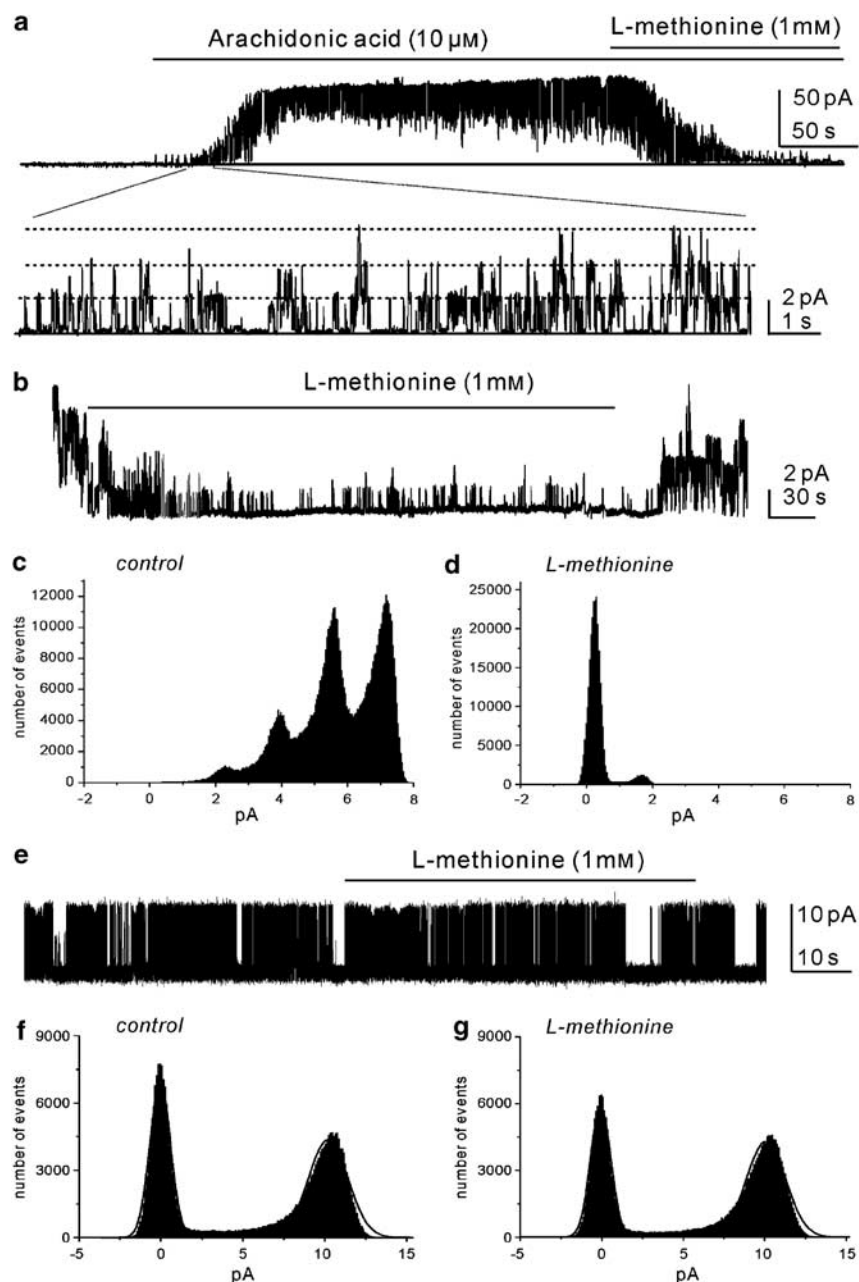 a
Arachidonic acid (10 µM)
L-methionine (1mM)
50 pA
50 s
2 pA
1 s
b
L-methionine (1mM)
2 pA
30 s
c
control
number of events
12000
10000
8000
6000
4000
2000
0
-2 0 2 4 6 8
pA
d
L-methionine
number of events
25000
20000
15000
10000
5000
0
-2 0 2 4 6 8
pA
e
L-methionine (1mM)
10 pA
10 s
f
control
number of events
9000
6000
3000
0
-5 0 5 10 15
pA
g
L-methionine
number of events
9000
6000
3000
0
-5 0 5 10 15
pA